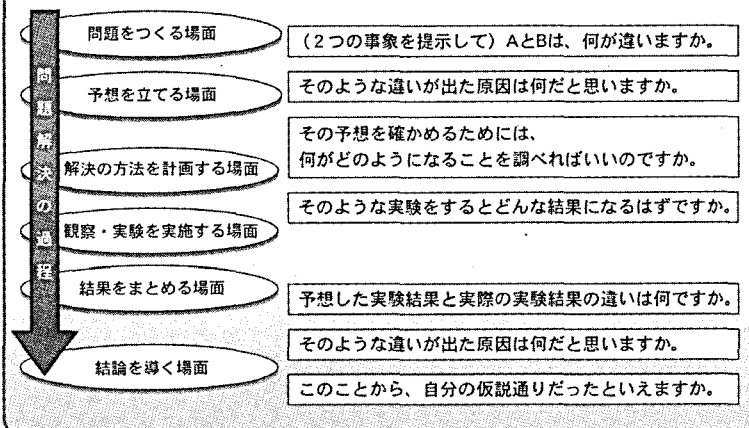 問題解決の過程
問題をつくる場面
(2つの事象を提示して) AとBは、何が違いますか。
予想を立てる場面
そのような違いが出た原因は何だと思いますか。
解決の方法を計画する場面
その予想を確かめるためには、
何がどのようになることを調べればいいのですか。
そのような実験をするとどんな結果になるはずですか。
観察・実験を実施する場面
結果をまとめる場面
予想した実験結果と実際の実験結果の違いは何ですか。
そのような違いが出た原因は何だと思いますか。
結論を導く場面
このことから、自分の仮説通りだったといえますか。